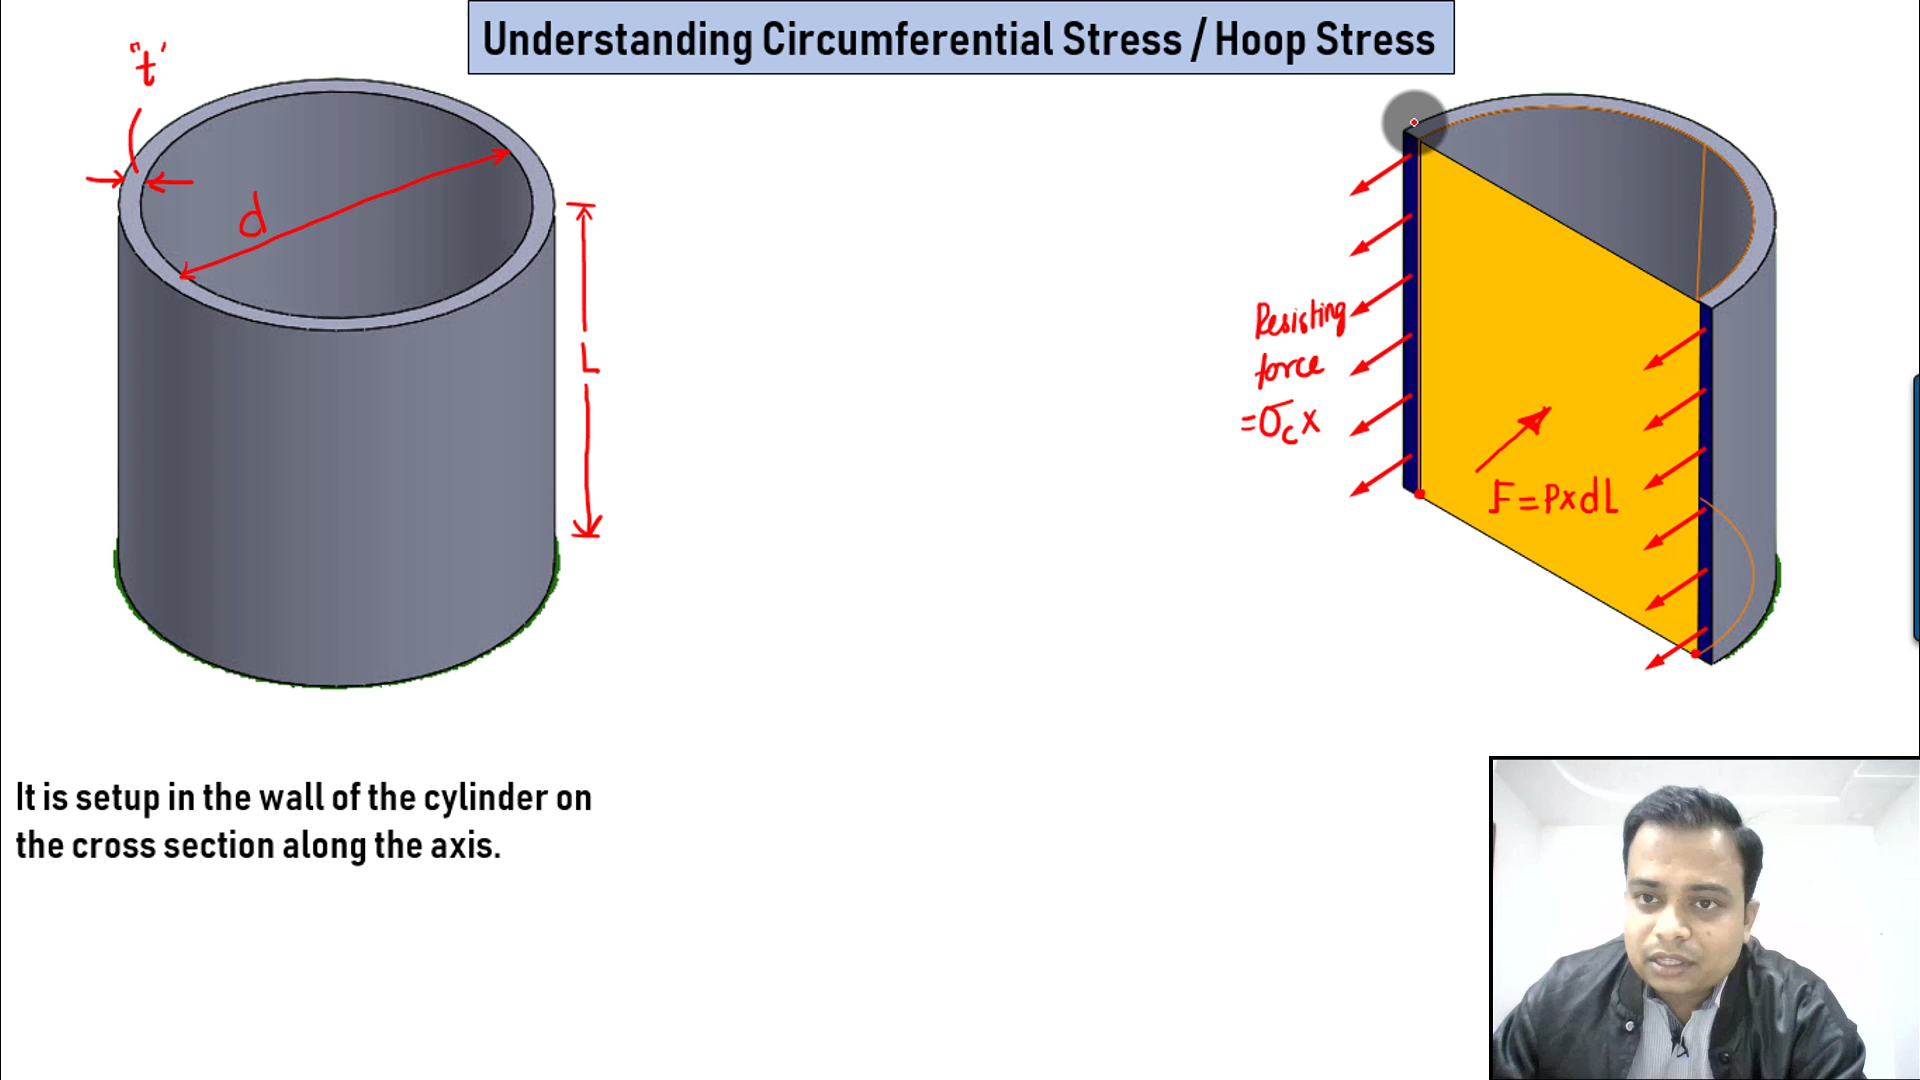 Understanding Circumferential Stress / Hoop Stress
"t"
d
L
Resisting
force
=σc x
F=P×dL
It is setup in the wall of the cylinder on
the cross section along the axis.